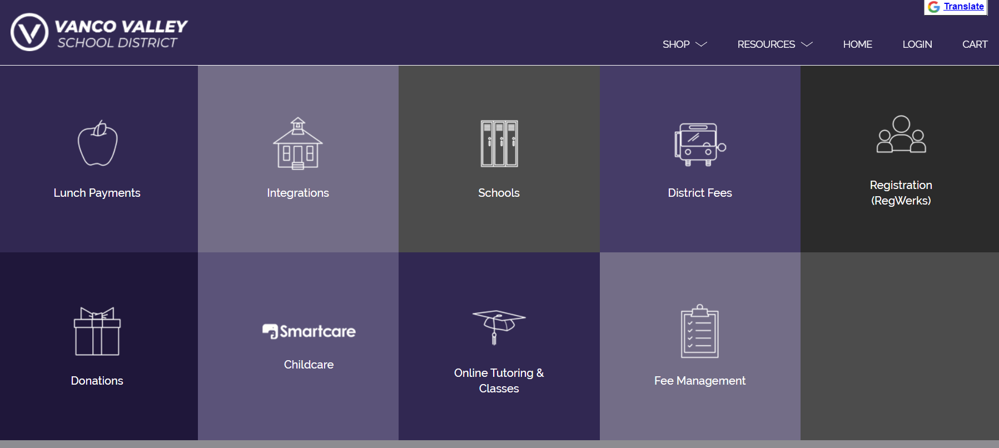 Translate
VANCO VALLEY
SCHOOL DISTRICT
SHOP
RESOURCES
HOME
LOGIN
CART
Lunch Payments
Integrations
Schools
District Fees
Registration
(RegWerks)
Donations
Smartcare
Childcare
Online Tutoring &
Classes
Fee Management